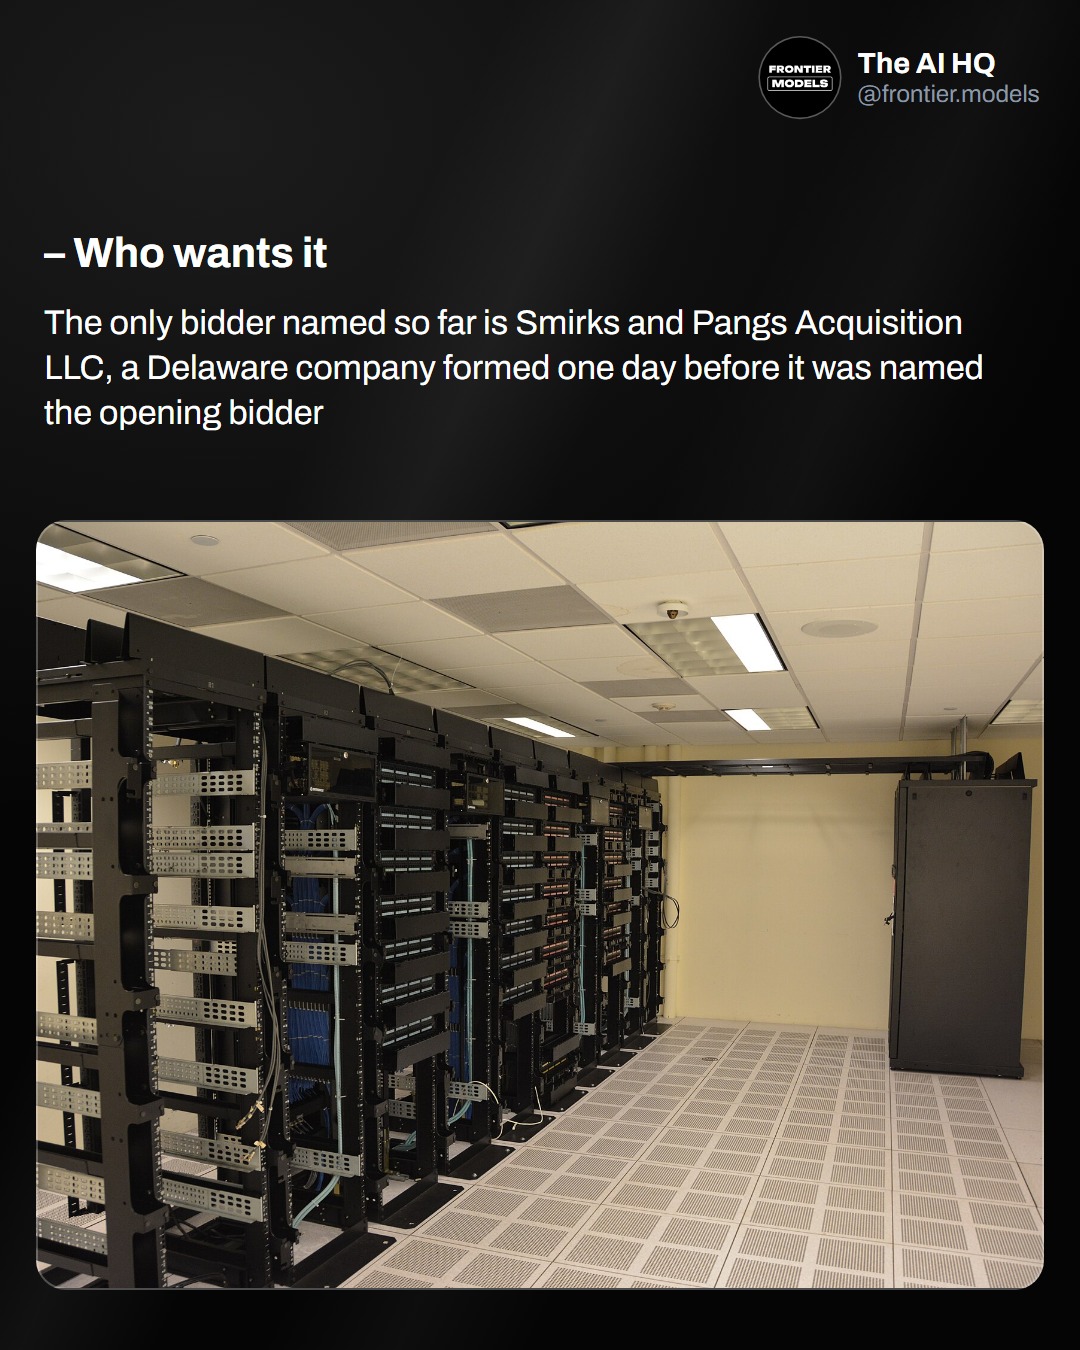 FRONTIER
MODELS
The AI HQ
@frontier.models
– Who wants it
The only bidder named so far is Smirks and Pangs Acquisition
LLC, a Delaware company formed one day before it was named
the opening bidder